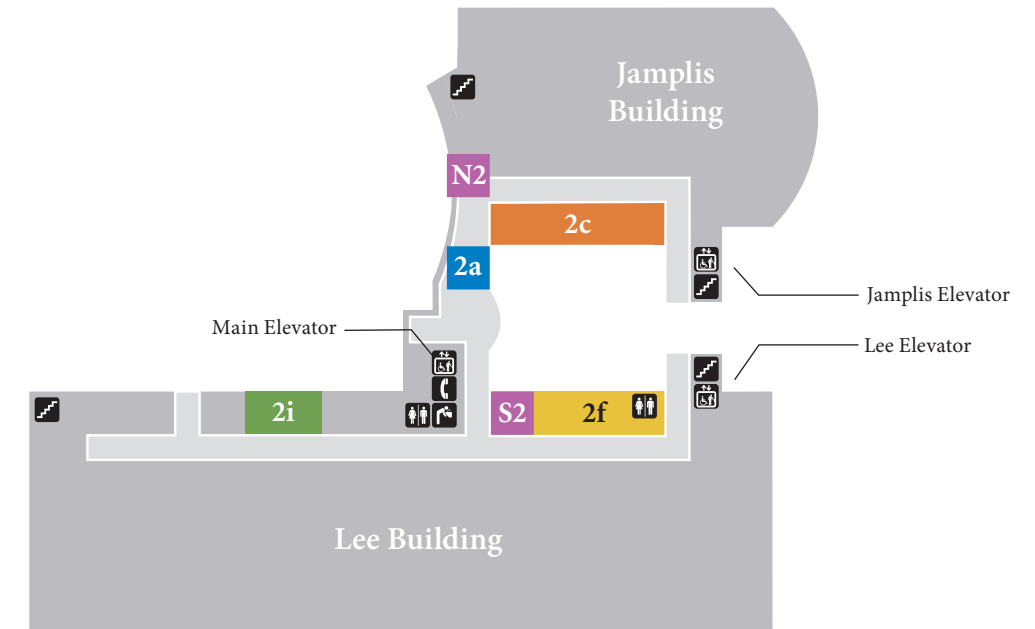 Jamplis
Building
N2
2c
2a
Jamplis Elevator
Main Elevator
Lee Elevator
2i
S2
2f
Lee Building